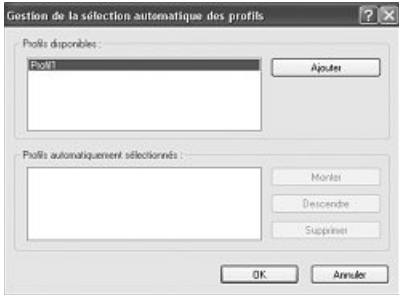 Gestion de la sélection automatique des profils
Profils disponibles :
Profil1
Ajouter
Profils automatiquement sélectionnés :
Monter
Descendre
Supprimer
OK
Annuler